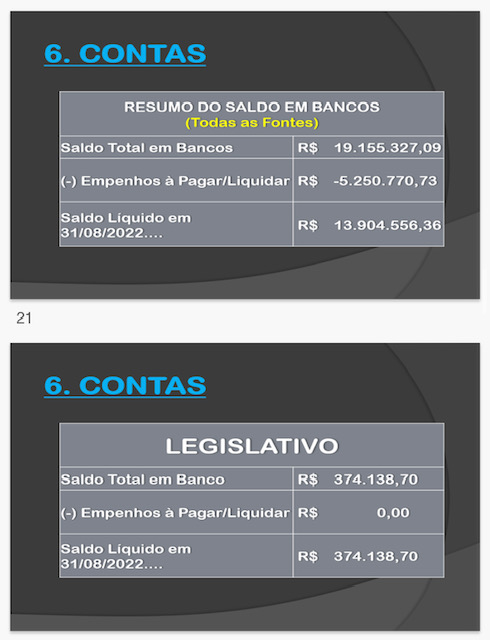 6. CONTAS
RESUMO DO SALDO EM BANCOS
(Todas as Fontes)
Saldo Total em Bancos R$ 19.155.327,09
(-) Empenhos à Pagar/Liquidar R$ -5.250.770,73
Saldo Líquido em
31/08/2022.... R$ 13.904.556,36
21
6. CONTAS
LEGISLATIVO
Saldo Total em Banco R$ 374.138,70
(-) Empenhos à Pagar/Liquidar R$ 0,00
Saldo Líquido em
31/08/2022.... R$ 374.138,70